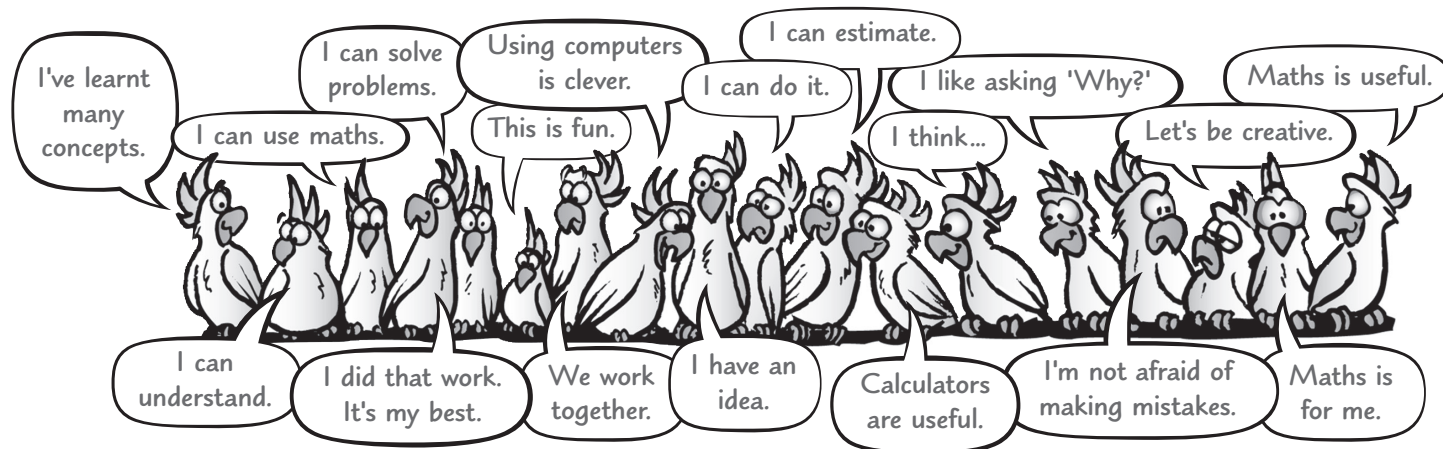 I've learnt
many
concepts.
I can use maths.
I can solve
problems.
This is fun.
Using computers
is clever.
I can do it.
I can estimate.
I think...
I like asking 'Why?'
Let's be creative.
Maths is useful.
I can
understand.
I did that work.
It's my best.
We work
together.
I have an
idea.
Calculators
are useful.
I'm not afraid of
making mistakes.
Maths is
for me.